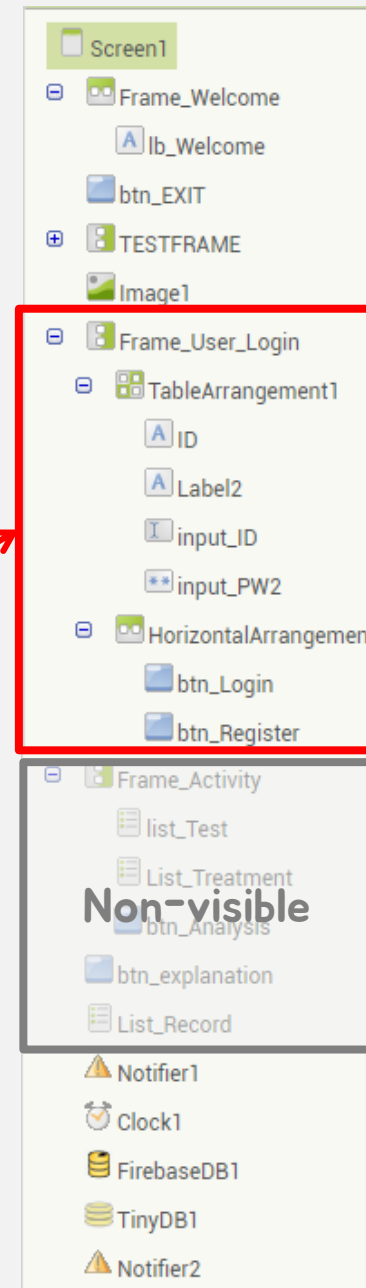 Screen1
Frame_Welcome
A lb_Welcome
btn_EXIT
TESTFRAME
Image1
Frame_User_Login
TableArrangement1
A ID
A Label2
input_ID
input_PW2
HorizontalArrangemen
btn_Login
btn_Register
Frame_Activity
list_Test
List_Treatment
Non-visible
btn_Analysis
btn_explanation
List_Record
Notifier1
Clock1
FirebaseDB1
TinyDB1
Notifier2